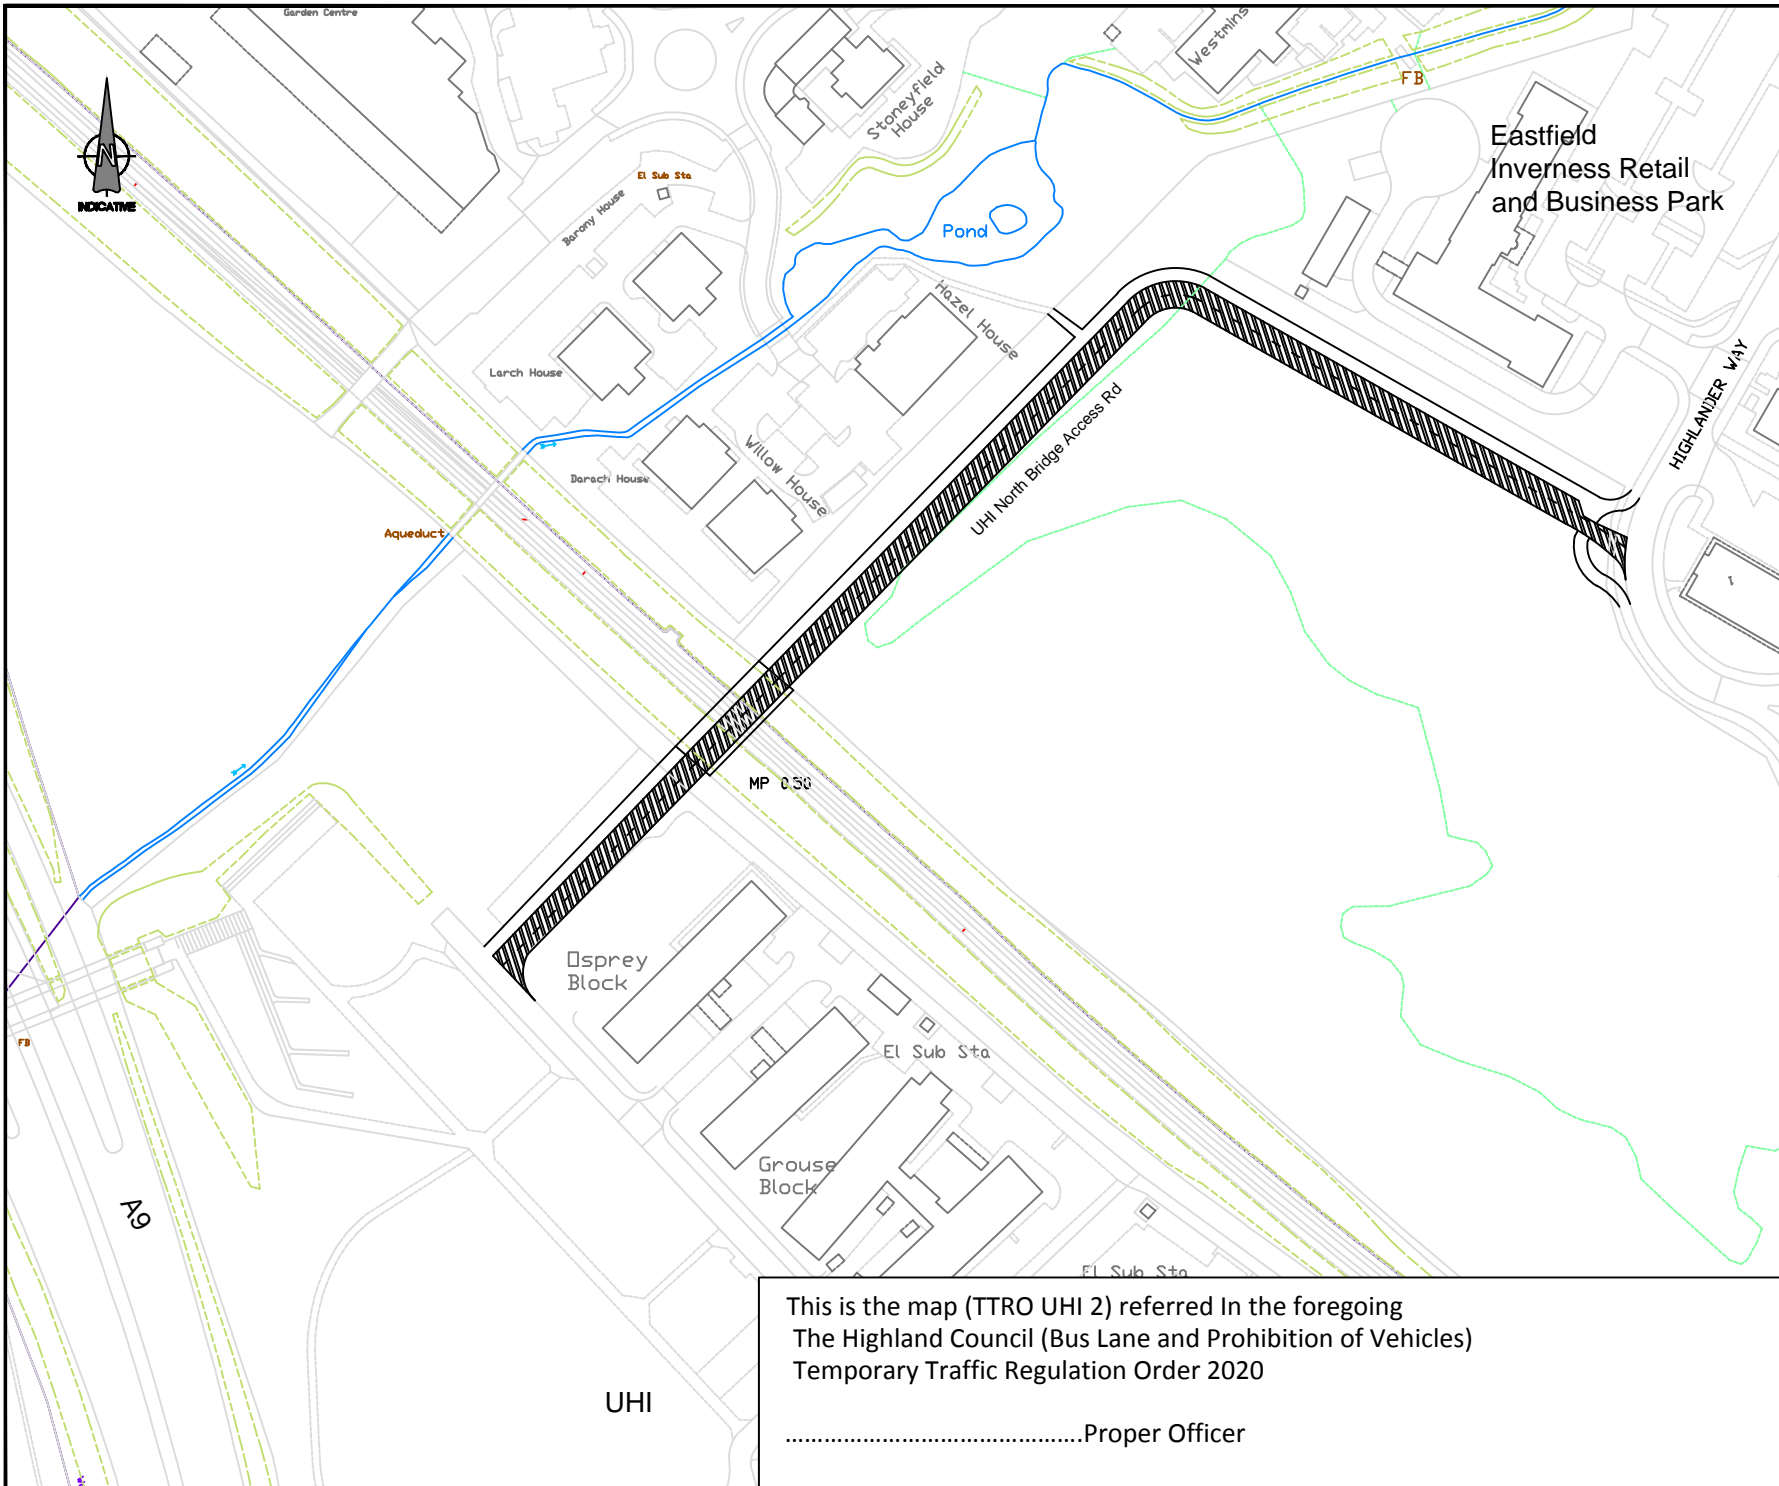 Garden Centre
Westmins
FB
Stoneyfield
House
Eastfield
Inverness Retail
and Business Park
N
INDICATIVE
El Sub Sta
Barony House
Pond
Hazel House
Larch House
HIGHLANDER WAY
UHI North Bridge Access Rd
Willow House
Darach House
Aqueduct
1
MP 0.50
Osprey
Block
FB
El Sub Sta
Grouse
Block
A9
El Sub Sta
UHI
This is the map (TTRO UHI 2) referred In the foregoing
The Highland Council (Bus Lane and Prohibition of Vehicles)
Temporary Traffic Regulation Order 2020
..............................................Proper Officer